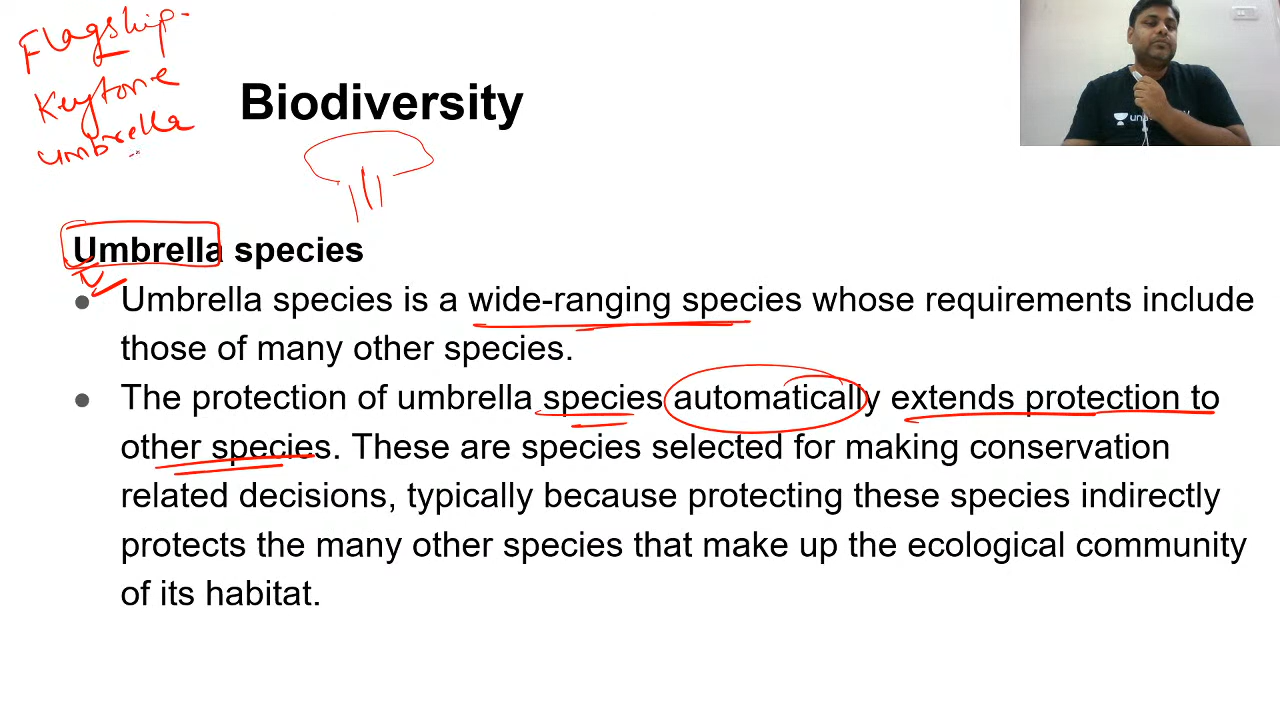 Flagship.
Keytone
umbrella
Biodiversity
Umbrella species
Umbrella species is a wide-ranging species whose requirements include
those of many other species.
The protection of umbrella species automatically extends protection to
other species. These are species selected for making conservation
related decisions, typically because protecting these species indirectly
protects the many other species that make up the ecological community
of its habitat.